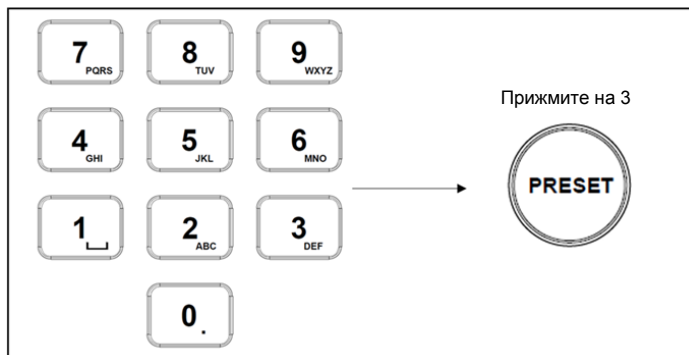 7 PQRS 8 TUV 9 WXYZ
Прижмите на 3
4 GHI 5 JKL 6 MNO
PRESET
1 2 ABC 3 DEF
0 .